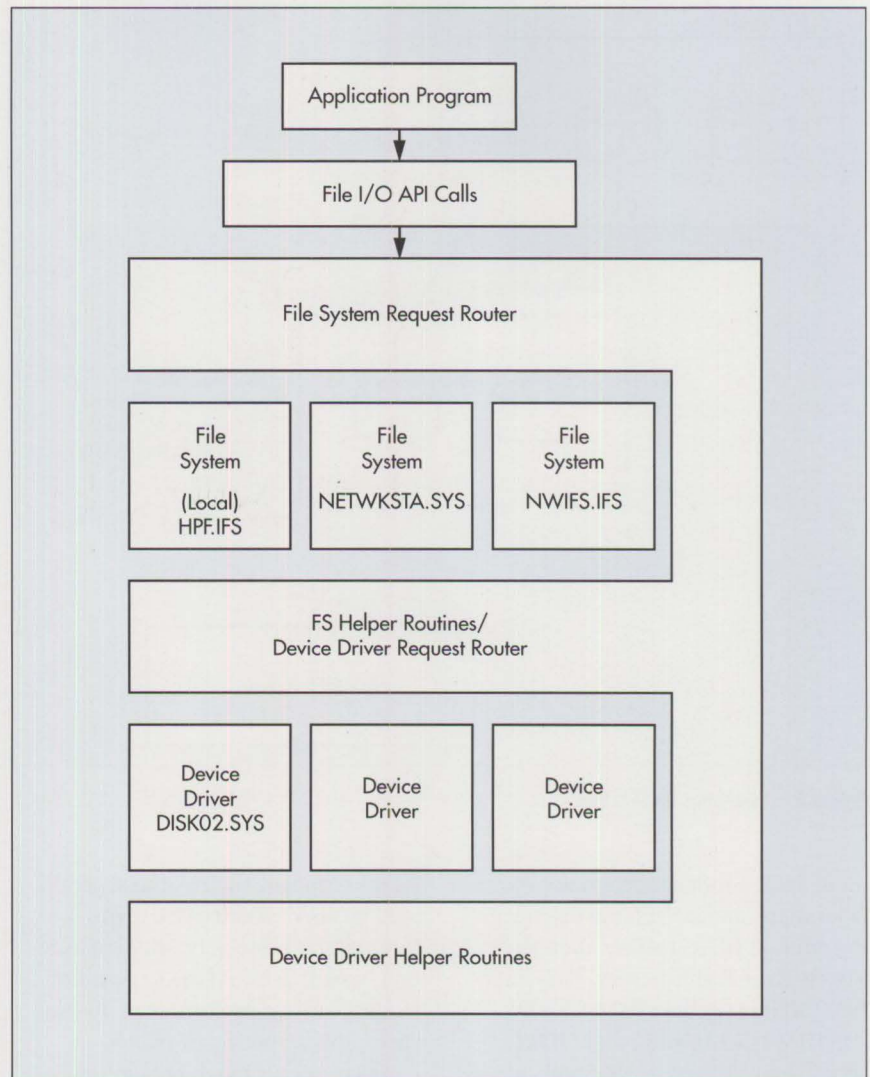 Application Program
File I/O API Calls
File System Request Router
File
System
(Local)
HPF.IFS
File
System
NETWKSTA.SYS
File
System
NWIFS.IFS
FS Helper Routines/
Device Driver Request Router
Device
Driver
DISK02.SYS
Device
Driver
Device
Driver
Device Driver Helper Routines